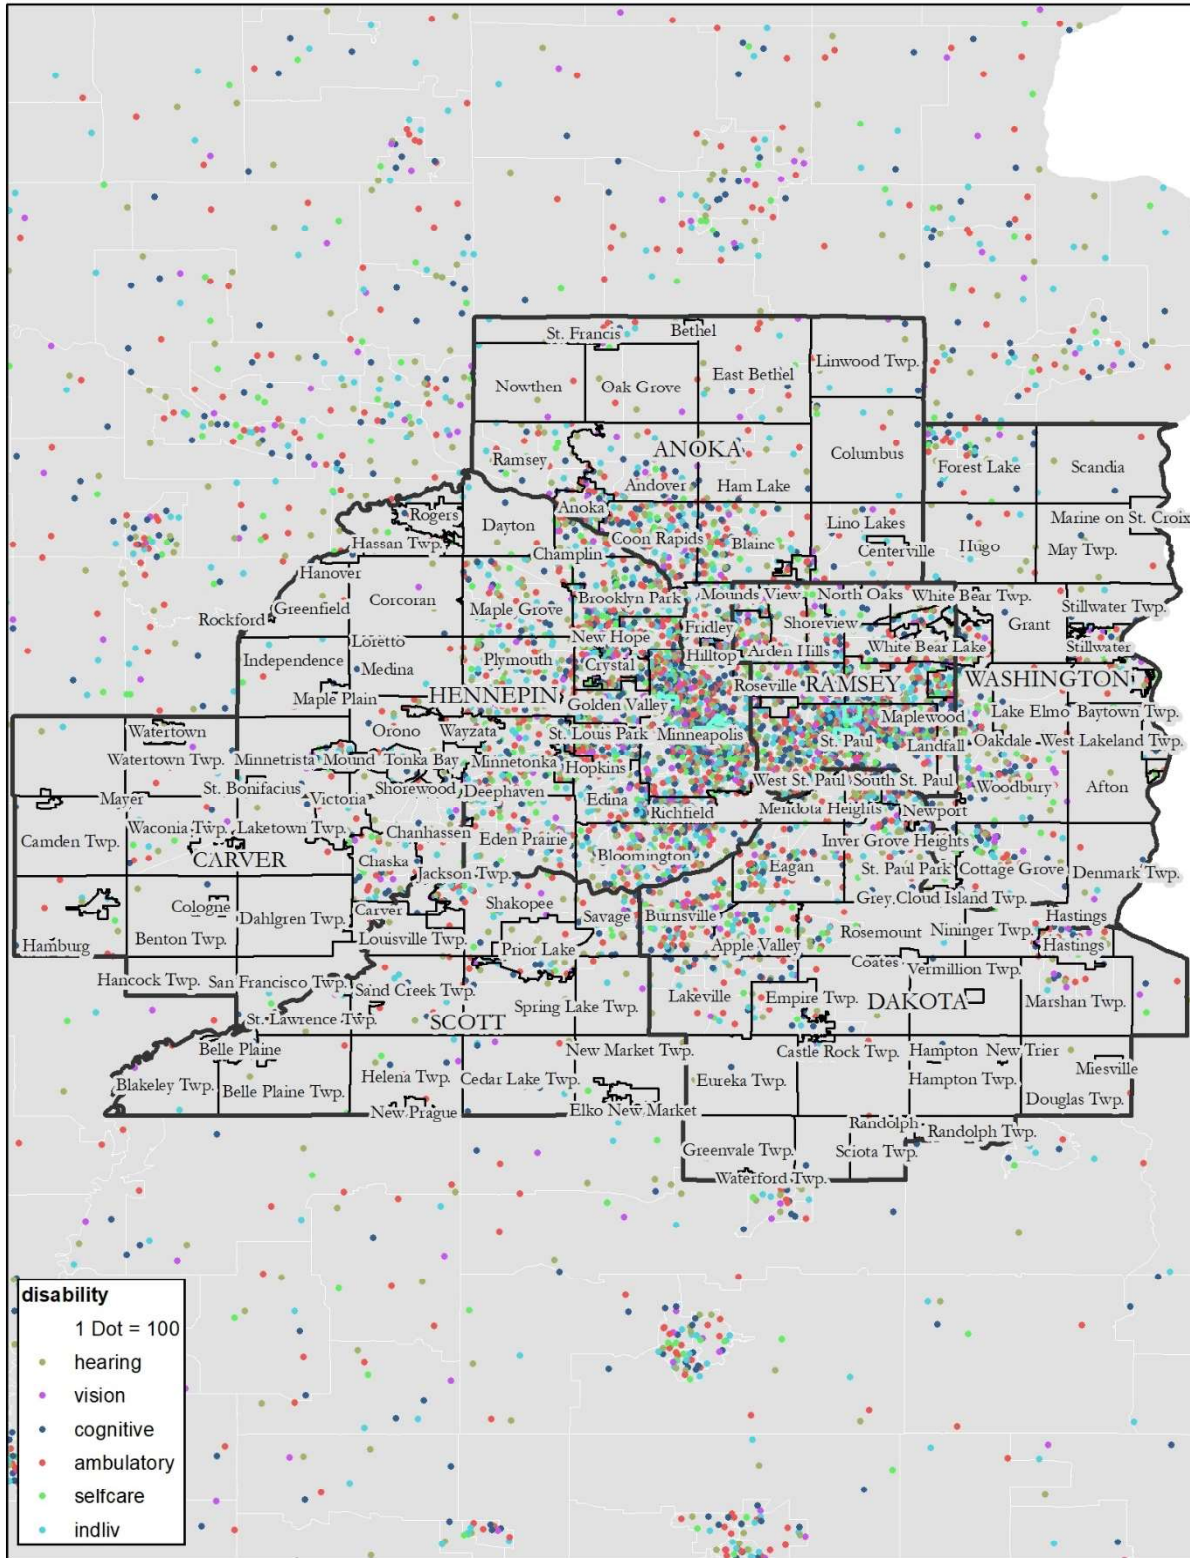 St. Francis
Bethel
Linwood Twp.
Nowthen
Oak Grove
East Bethel
ANOKA
Columbus
Ramsey
Andover
Ham Lake
Forest Lake
Scandia
Rogers
Dayton
Anoka
Coon Rapids
Blaine
Lino Lakes
Centerville
Hugo
Marine on St. Croix
May Twp.
Hassan Twp.
Champlin
Hanover
Greenfield
Corcoran
Maple Grove
Brooklyn Park
Mounds View
North Oaks
White Bear Twp.
Stillwater Twp.
Rockford
Loretto
New Hope
Fridley
Shoreview
Grant
Independence
Medina
Plymouth
Crystal
Hilltop
Arden Hills
White Bear Lake
Stillwater
Maple Plain
HENNEPIN
Golden Valley
Roseville
RAMSEY
WASHINGTON
Watertown
Orono
Wayzata
St. Louis Park
Minneapolis
Maplewood
Lake Elmo
Baytown Twp.
Watertown Twp.
Minnetrista
Mound
Tonka Bay
Minnetonka
Hopkins
St. Paul
Landfall
Oakdale
West Lakeland Twp.
Mayer
St. Bonifacius
Victoria
Shorewood
Deephaven
Edina
Richfield
West St. Paul
South St. Paul
Woodbury
Afton
Camden Twp.
Waconia Twp.
Laketown Twp.
Chanhassen
Eden Prairie
Mendota Heights
Newport
CARVER
Chaska
Jackson Twp.
Bloomington
Eagan
Inver Grove Heights
St. Paul Park
Cottage Grove
Denmark Twp.
Cologne
Carver
Shakopee
Savage
Burnsville
Grey Cloud Island Twp.
Hamburg
Benton Twp.
Dahlgren Twp.
Louisville Twp.
Prior Lake
Apple Valley
Rosemount
Nininger Twp.
Hastings
Hastings
Hancock Twp.
San Francisco Twp.
Sand Creek Twp.
Spring Lake Twp.
Lakeville
Empire Twp.
Coates
Vermillion Twp.
DAKOTA
Marshan Twp.
St. Lawrence Twp.
SCOTT
Belle Plaine
New Market Twp.
Castle Rock Twp.
Hampton
New Trier
Blakeley Twp.
Belle Plaine Twp.
Helena Twp.
Cedar Lake Twp.
Eureka Twp.
Hampton Twp.
Miesville
New Prague
Elko New Market
Douglas Twp.
Greenvale Twp.
Randolph
Randolph Twp.
Sciota Twp.
Waterford Twp.
disability
1 Dot = 100
hearing
vision
cognitive
ambulatory
selfcare
indliv